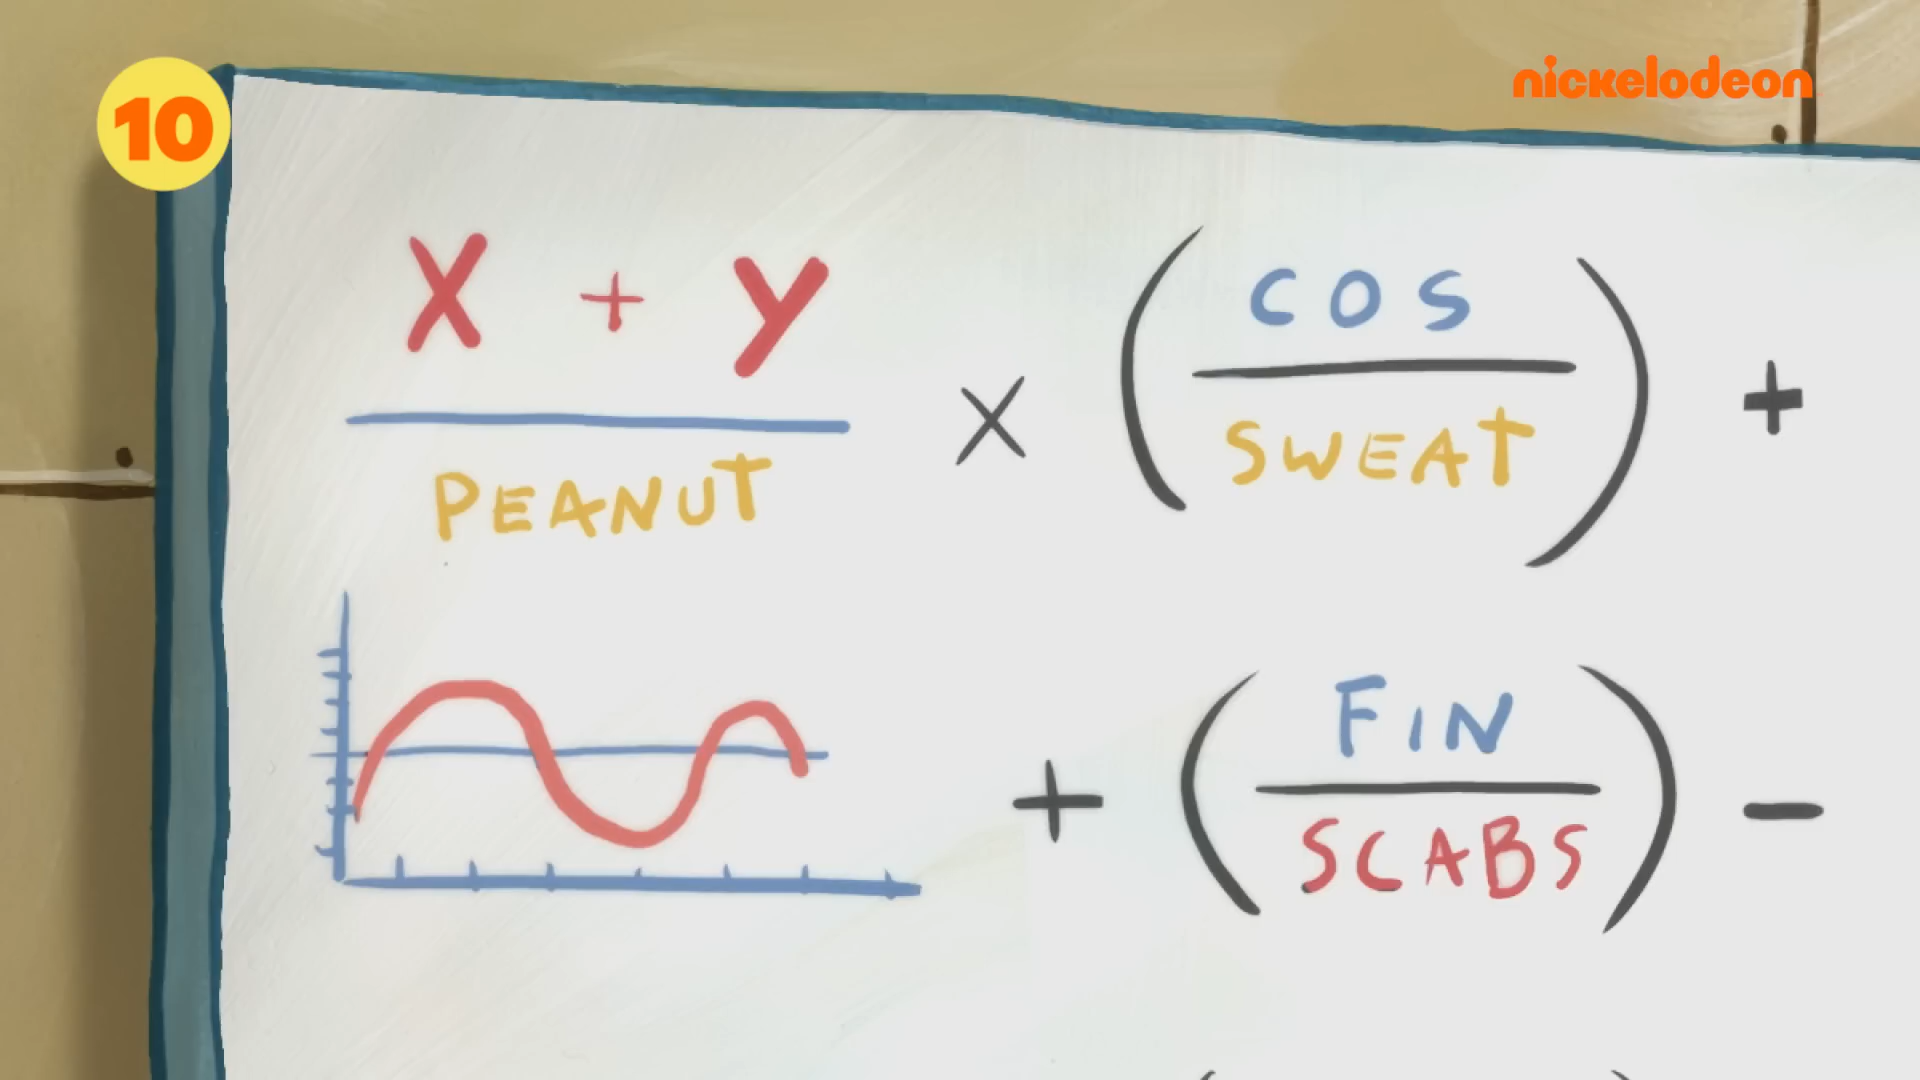 10
nickelodeon
X + Y
PEANUT
× ( COS
SWEAT ) +
+ ( FIN
SCABS ) -